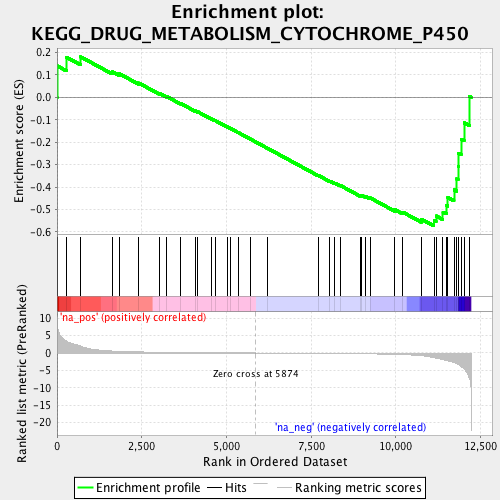 Enrichment plot:
KEGG_DRUG_METABOLISM_CYTOCHROME_P450
Enrichment score (ES)
0.2
0.1
0.0
-0.1
-0.2
-0.3
-0.4
-0.5
-0.6
'na_pos' (positively correlated)
Ranked list metric (PreRanked)
10
5
0
-5
-10
-15
-20
Zero cross at 5874
'na_neg' (negatively correlated)
0 2,500 5,000 7,500 10,000 12,500
Rank in Ordered Dataset
Enrichment profile Hits Ranking metric scores